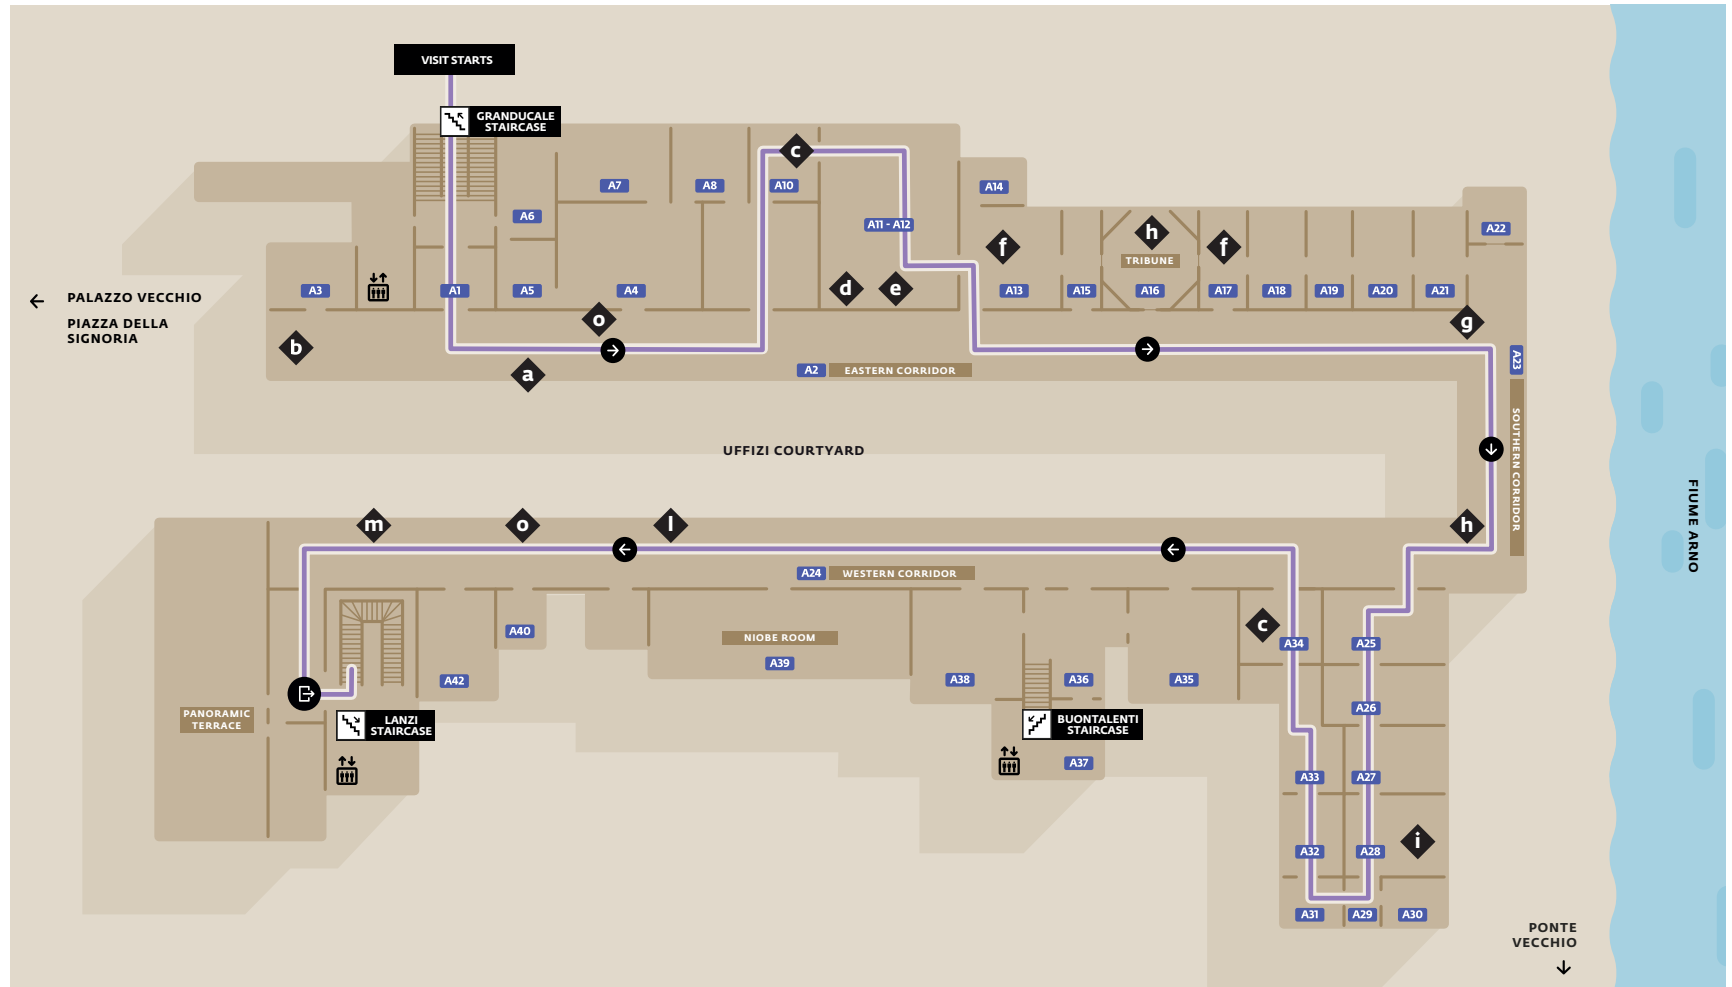 VISIT STARTS
GRANDUCALE
STAIRCASE
c
A7
A8
A10
A14
A6
A11 - A12
h
A22
f
f
TRIBUNE
A3
A1
A5
A4
d
e
A13
A15
A16
A17
A18
A19
A20
A21
PALAZZO VECCHIO
PIAZZA DELLA
SIGNORIA
o
g
b
a
A2
EASTERN CORRIDOR
A23
SOUTHERN CORRIDOR
UFFIZI COURTYARD
FIUME ARNO
m
o
l
h
A24
WESTERN CORRIDOR
A40
NIOBE ROOM
A39
c
A34
A25
A42
A38
A36
A35
A26
PANORAMIC
TERRACE
LANZI
STAIRCASE
BUONTALENTI
STAIRCASE
A37
A33
A27
A32
A28
i
A31
A29
A30
PONTE
VECCHIO